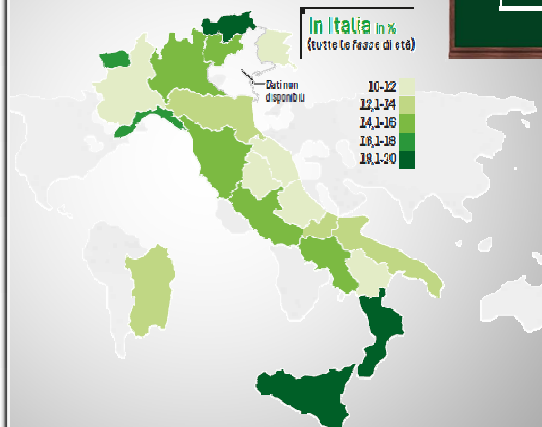 In Italia in %
(tutte le fasce di età)
Dati non
disponibili
10-12
12,1-14
14,1-16
16,1-18
18,1-20